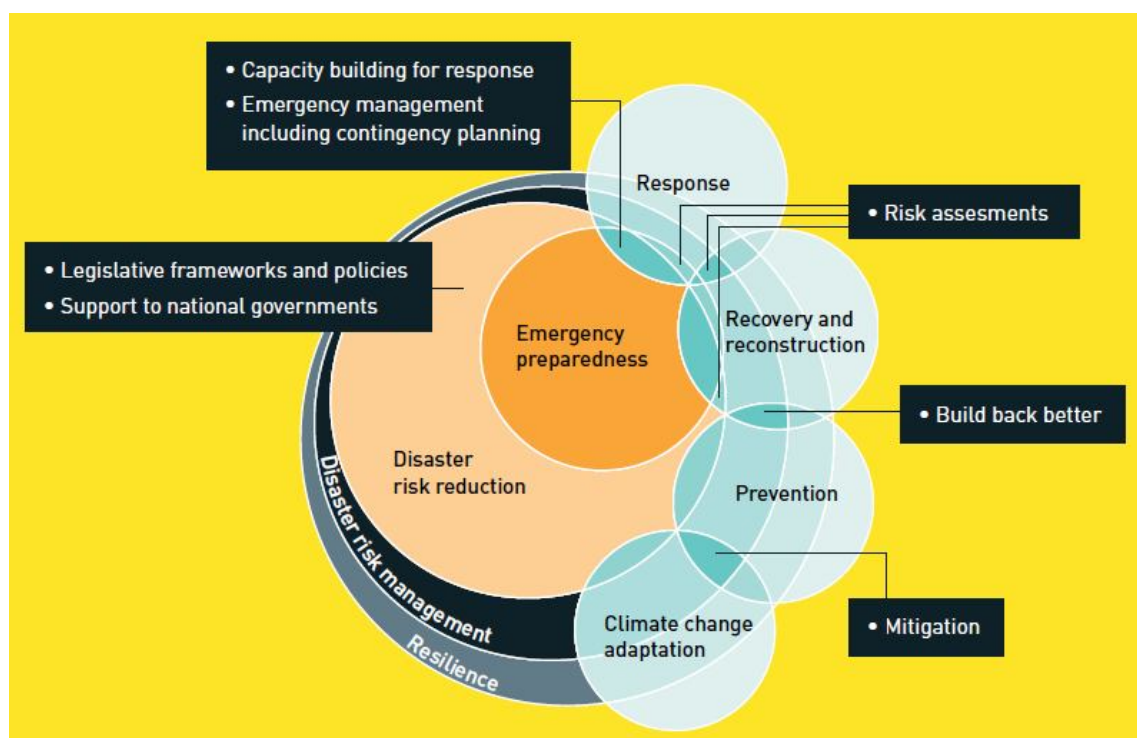 • Capacity building for response
• Emergency management
including contingency planning
Response
• Risk assesments
• Legislative frameworks and policies
• Support to national governments
Emergency
preparedness
Recovery and
reconstruction
• Build back better
Disaster
risk reduction
Prevention
Disaster risk management
Resilience
Climate change
adaptation
• Mitigation